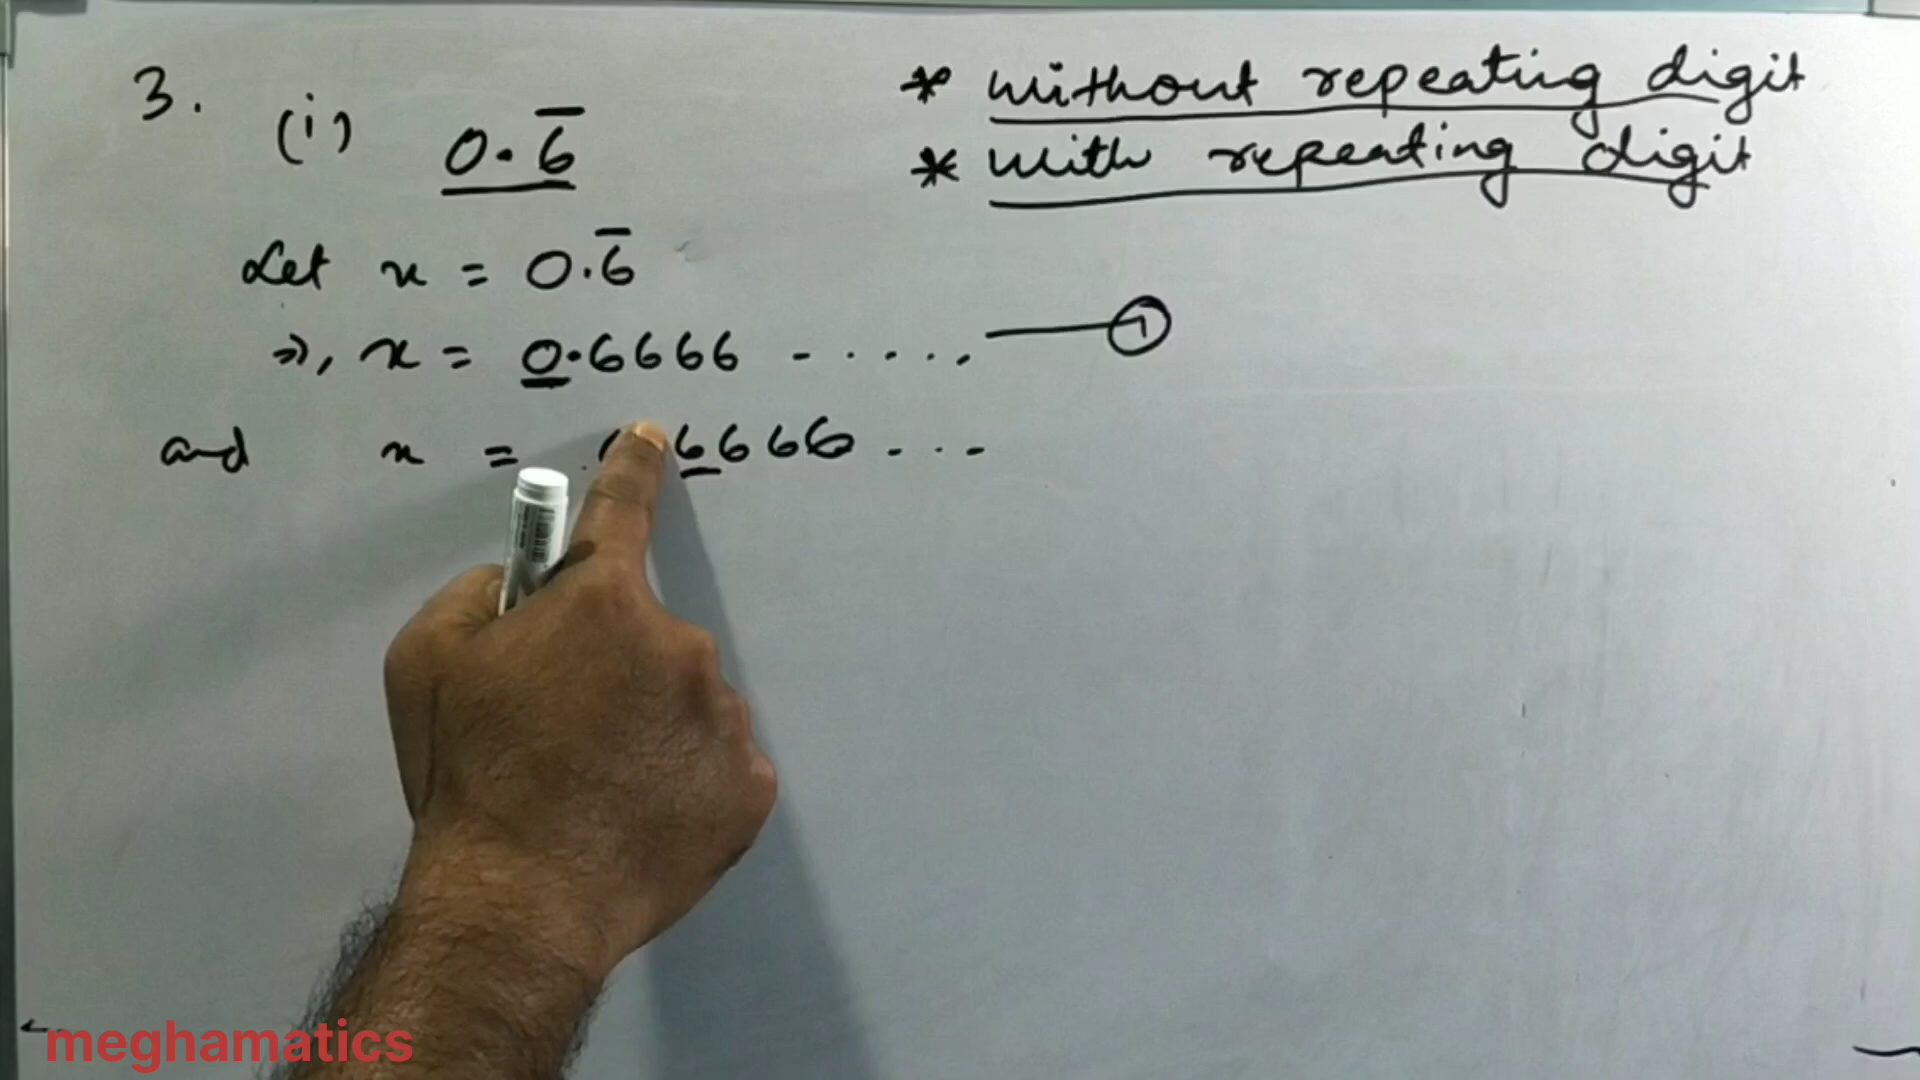 3. (i) 0.6̅
* without repeating digit
* with repeating digit
Let x = 0.6̅
⇒, x = 0.6666 - ..... —— ①
and x = 6666 ...
meghamatics